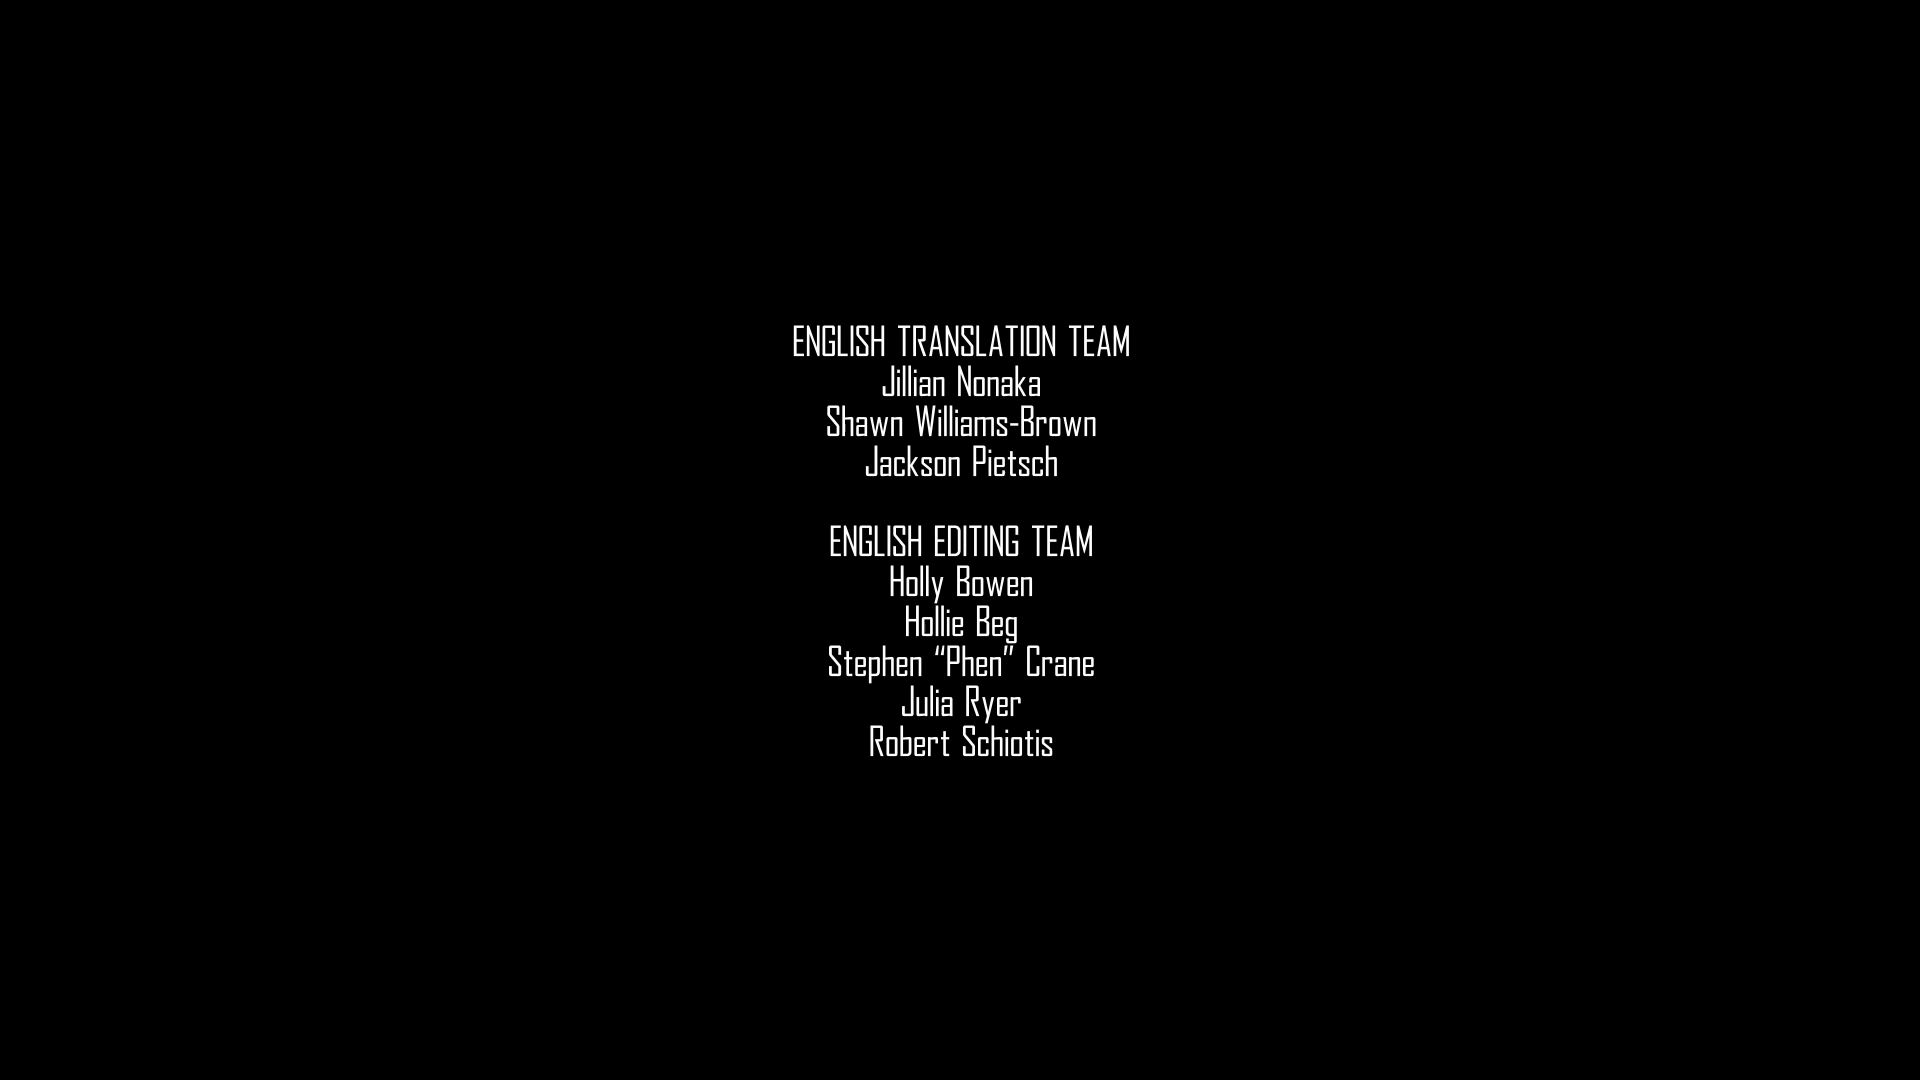 ENGLISH TRANSLATION TEAM
Jillian Nonaka
Shawn Williams-Brown
Jackson Pietsch
ENGLISH EDITING TEAM
Holly Bowen
Hollie Beg
Stephen “Phen” Crane
Julia Ryer
Robert Schiotis